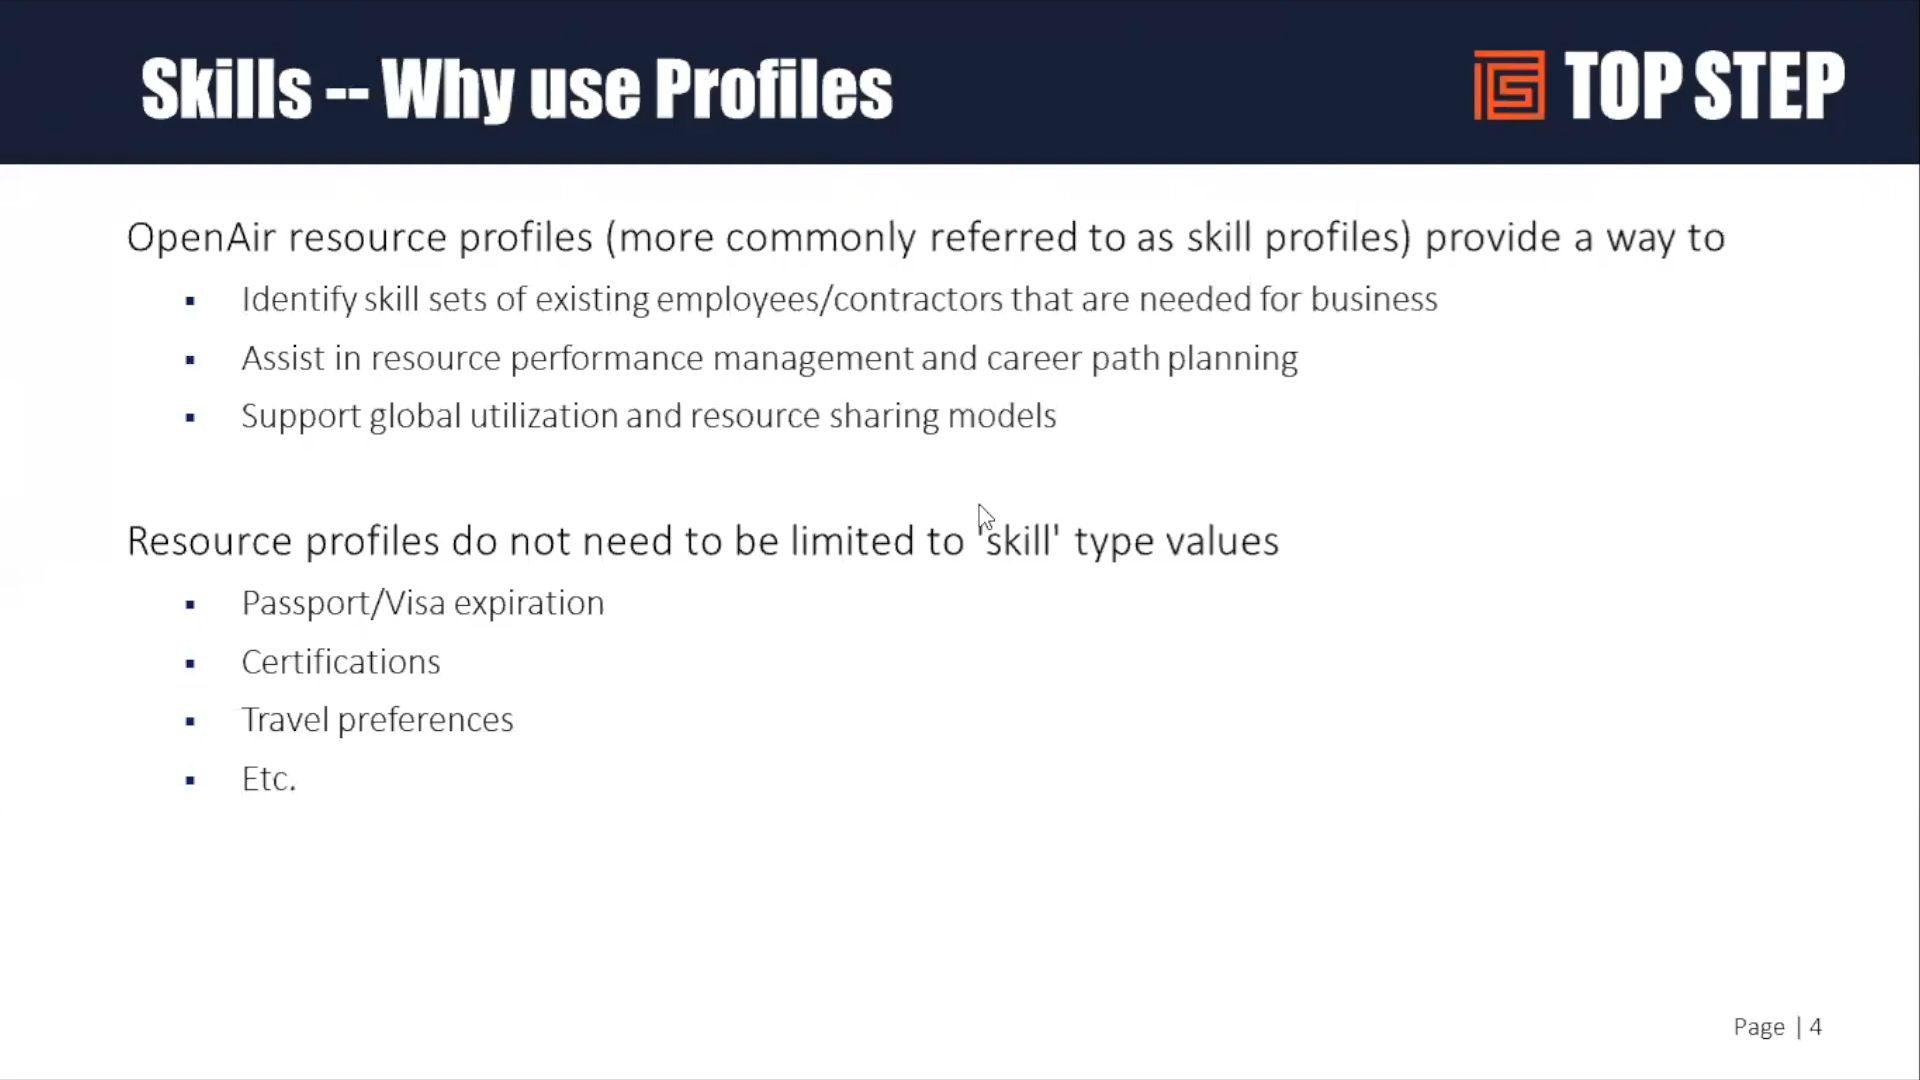 Skills -- Why use Profiles
TOP STEP
OpenAir resource profiles (more commonly referred to as skill profiles) provide a way to
▪ Identify skill sets of existing employees/contractors that are needed for business
▪ Assist in resource performance management and career path planning
▪ Support global utilization and resource sharing models
Resource profiles do not need to be limited to 'skill' type values
▪ Passport/Visa expiration
▪ Certifications
▪ Travel preferences
▪ Etc.
Page | 4